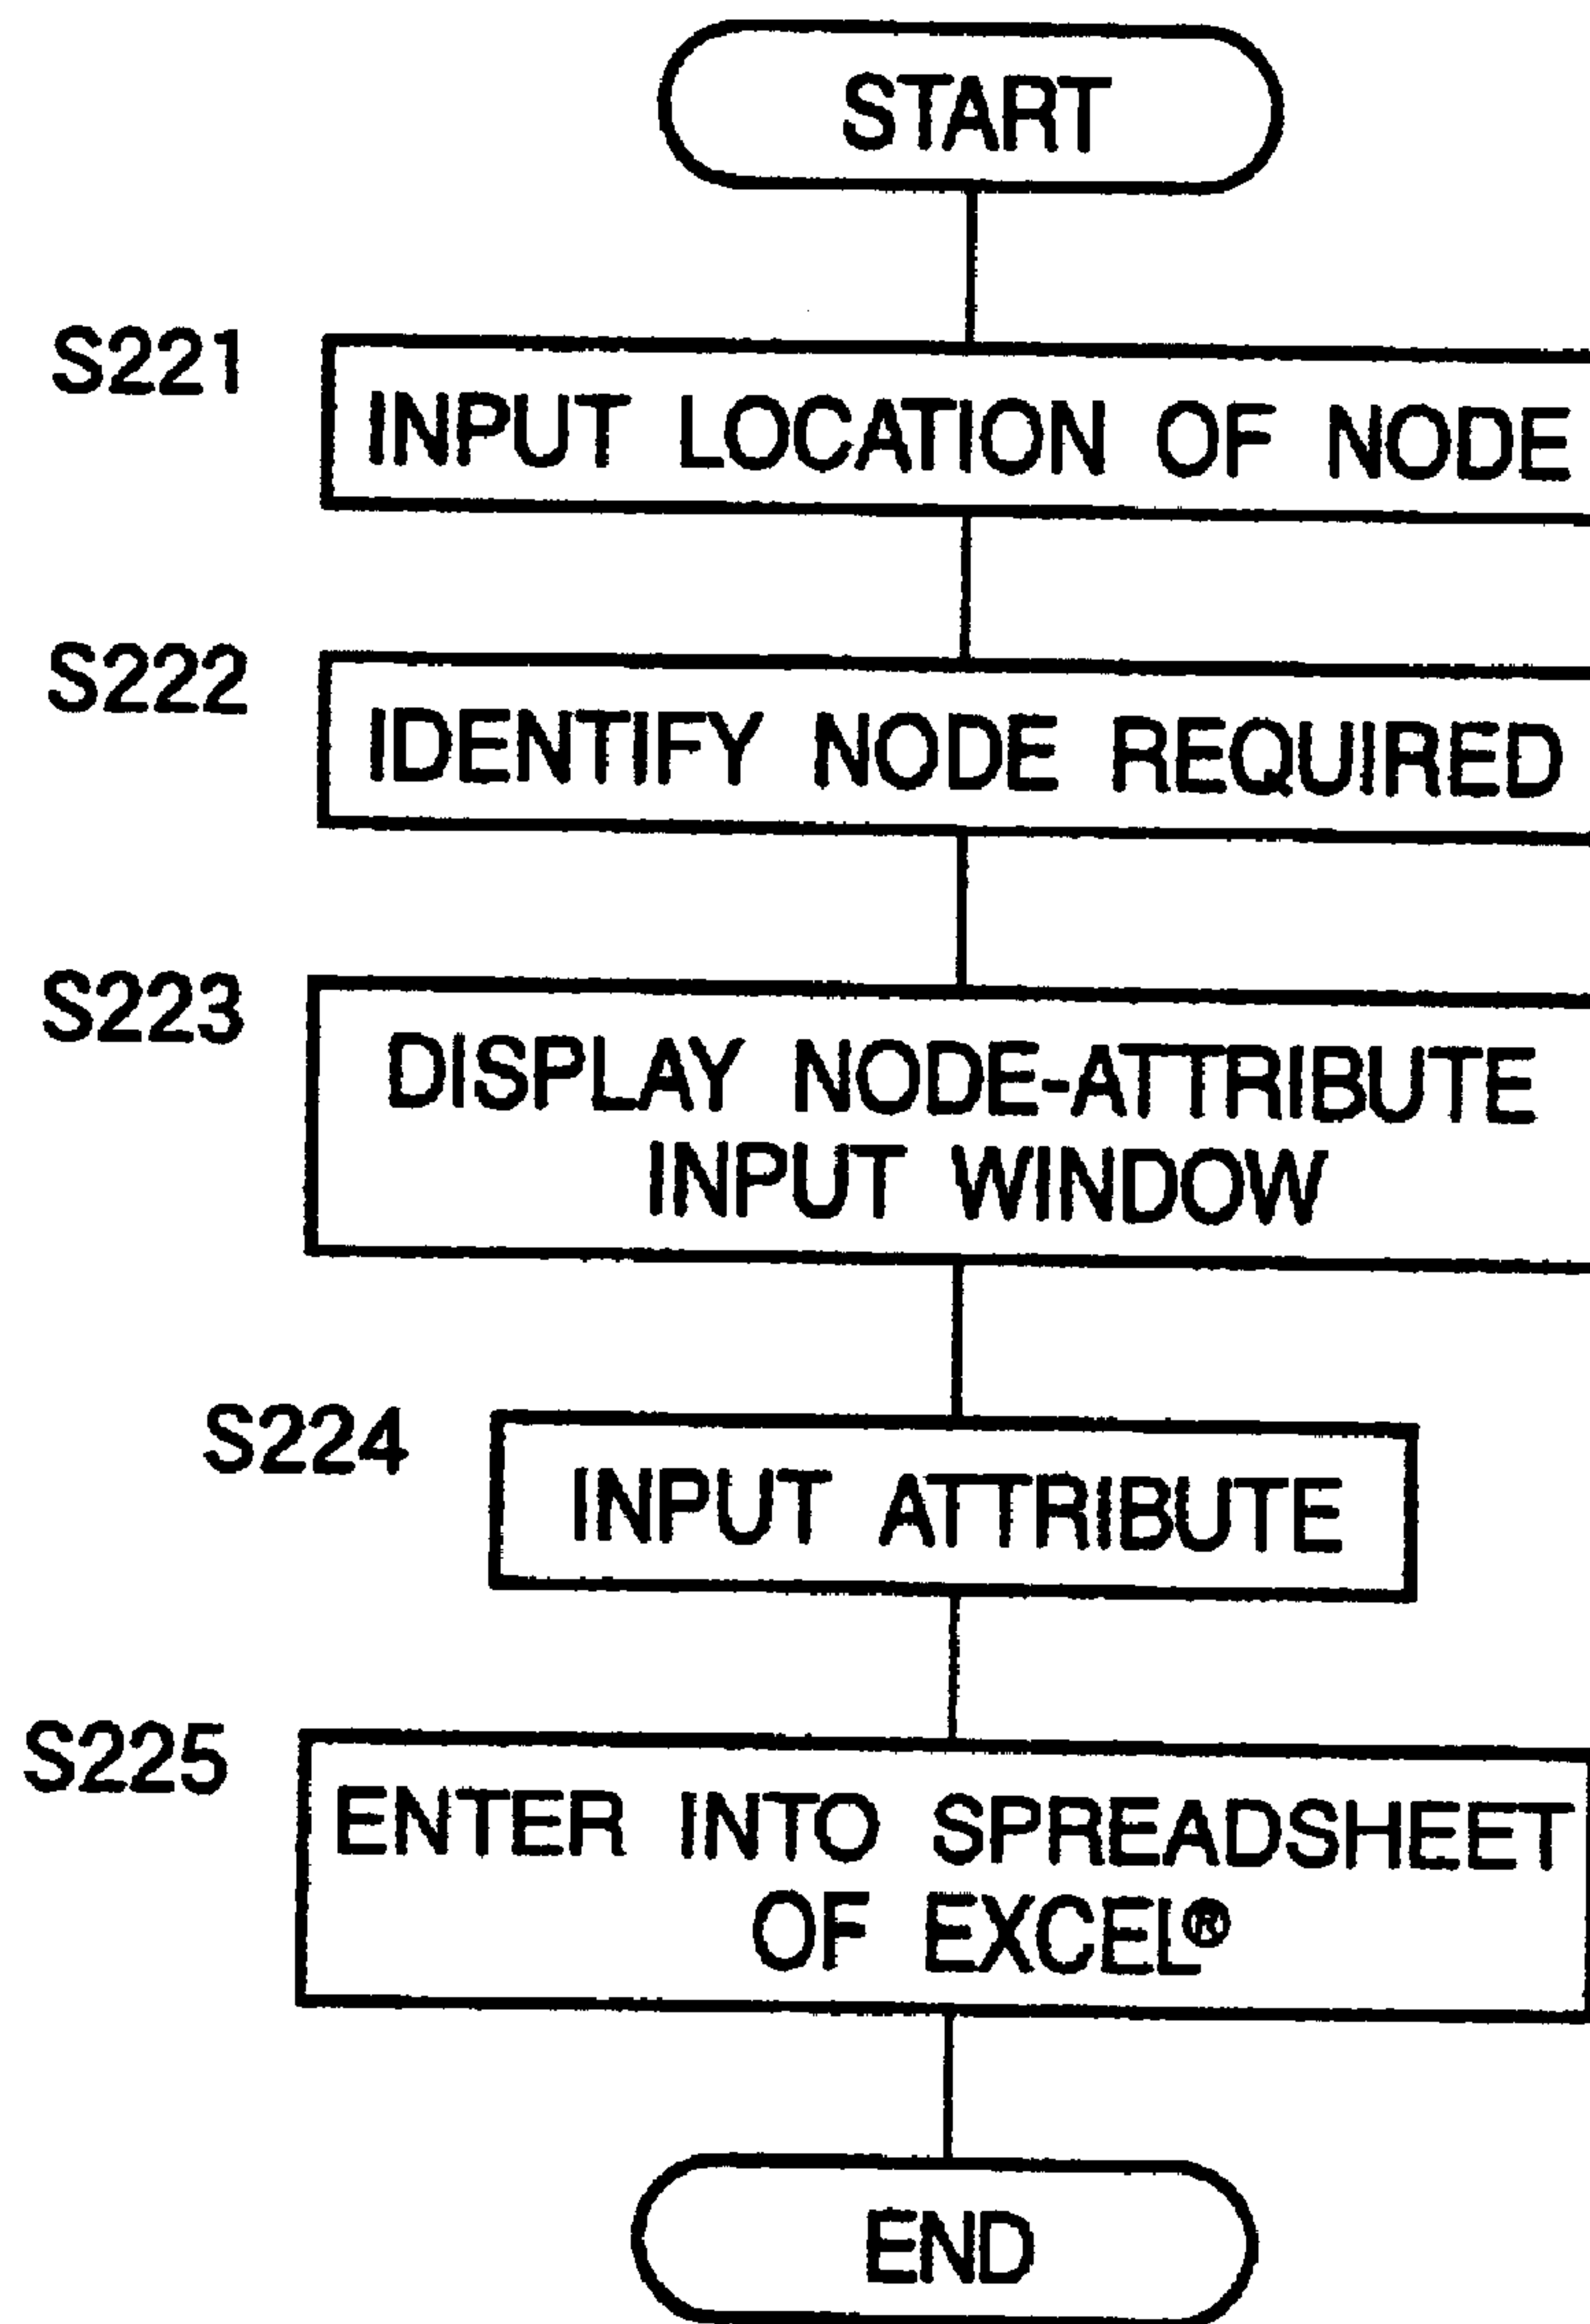 START
S221
INPUT LOCATION OF NODE
S222
IDENTIFY NODE REQUIRED
S223
DISPLAY NODE-ATTRIBUTE
INPUT WINDOW
S224
INPUT ATTRIBUTE
S225
ENTER INTO SPREADSHEET
OF EXCEL®
END